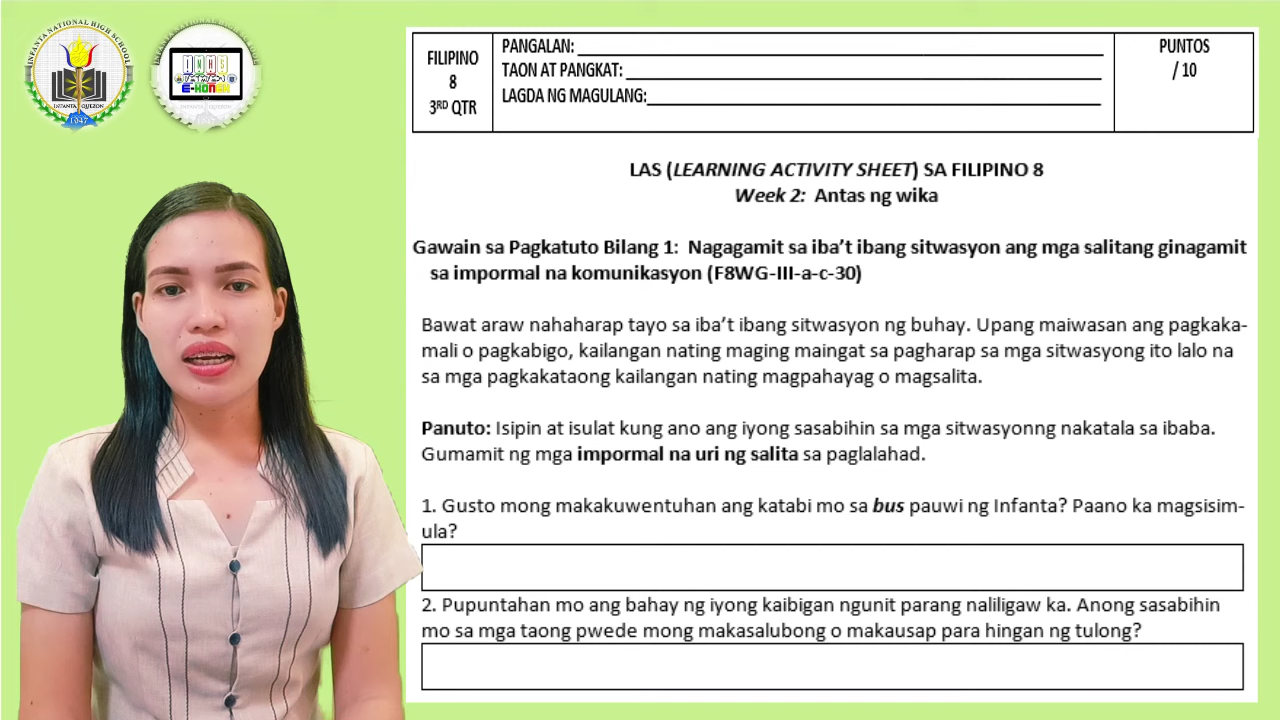 INFANTA NATIONAL HIGH SCHOOL
INFANTA QUEZON
1947
INHS
E-KONEK
1947
FILIPINO
8
3RD QTR
PANGALAN:
TAON AT PANGKAT:
LAGDA NG MAGULANG:
PUNTOS
/ 10
LAS (LEARNING ACTIVITY SHEET) SA FILIPINO 8
Week 2: Antas ng wika
Gawain sa Pagkatuto Bilang 1: Nagagamit sa iba't ibang sitwasyon ang mga salitang ginagamit
sa impormal na komunikasyon (F8WG-III-a-c-30)
Bawat araw nahaharap tayo sa iba't ibang sitwasyon ng buhay. Upang maiwasan ang pagkaka-
mali o pagkabigo, kailangan nating maging maingat sa pagharap sa mga sitwasyong ito lalo na
sa mga pagkakataong kailangan nating magpahayag o magsalita.
Panuto: Isipin at isulat kung ano ang iyong sasabihin sa mga sitwasyonng nakatala sa ibaba.
Gumamit ng mga impormal na uri ng salita sa paglalahad.
1. Gusto mong makakuwentuhan ang katabi mo sa bus pauwi ng Infanta? Paano ka magsisim-
ula?
2. Pupuntahan mo ang bahay ng iyong kaibigan ngunit parang naliligaw ka. Anong sasabihin
mo sa mga taong pwede mong makasalubong o makausap para hingan ng tulong?